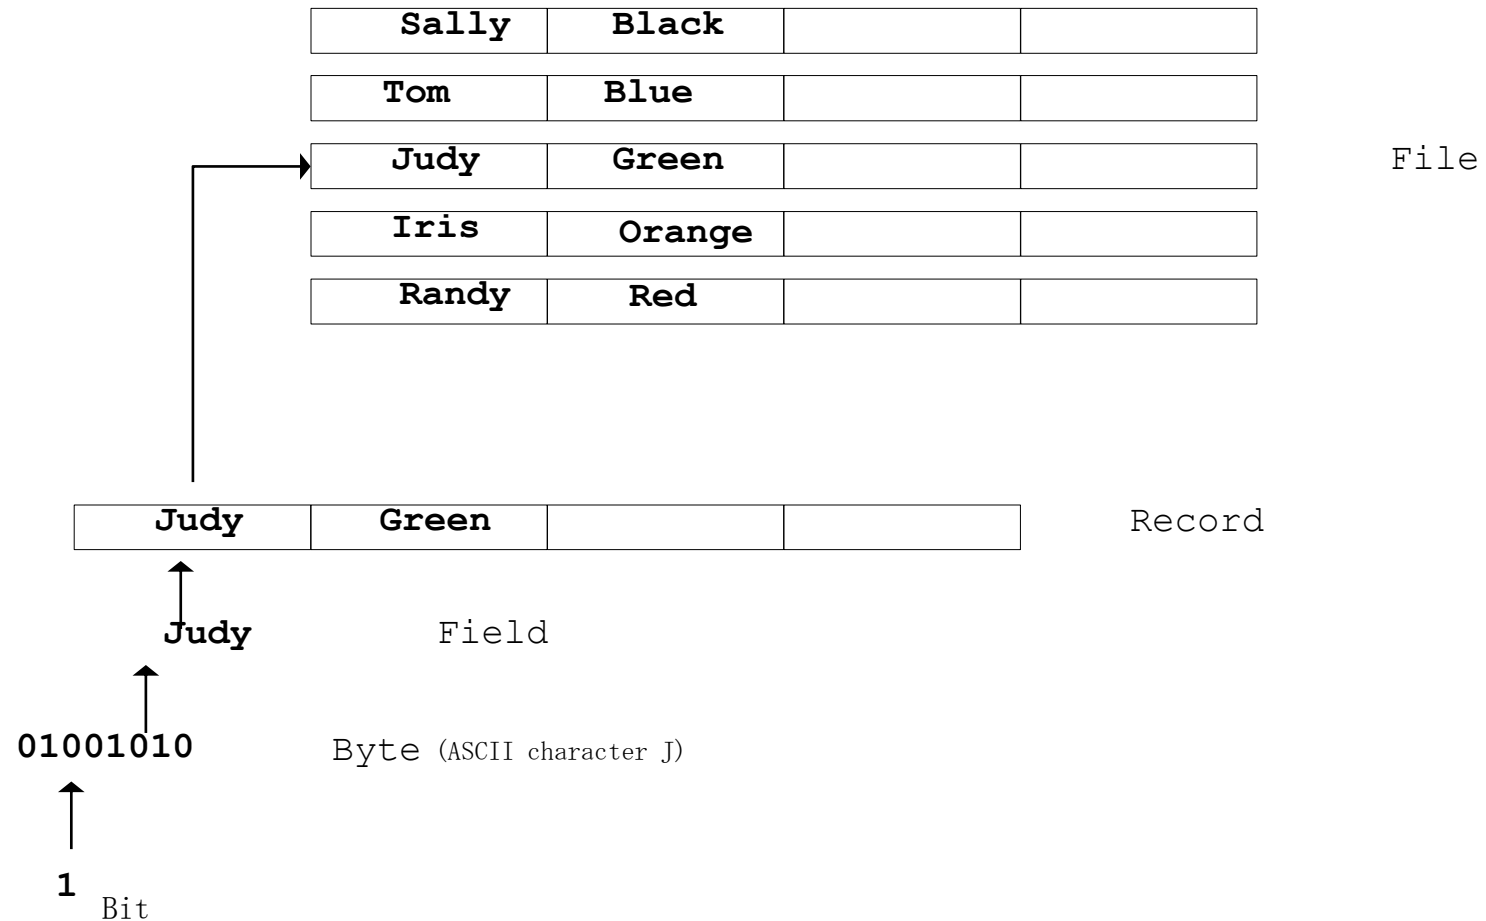 Sally Black
Tom Blue
Judy Green File
Iris Orange
Randy Red
Judy Green Record
Judy Field
01001010 Byte (ASCII character J)
1 Bit